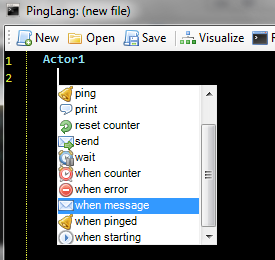 PingLang: (new file)
New Open Save Visualize
1 Actor1
2
ping
print
reset counter
send
wait
when counter
when error
when message
when pinged
when starting